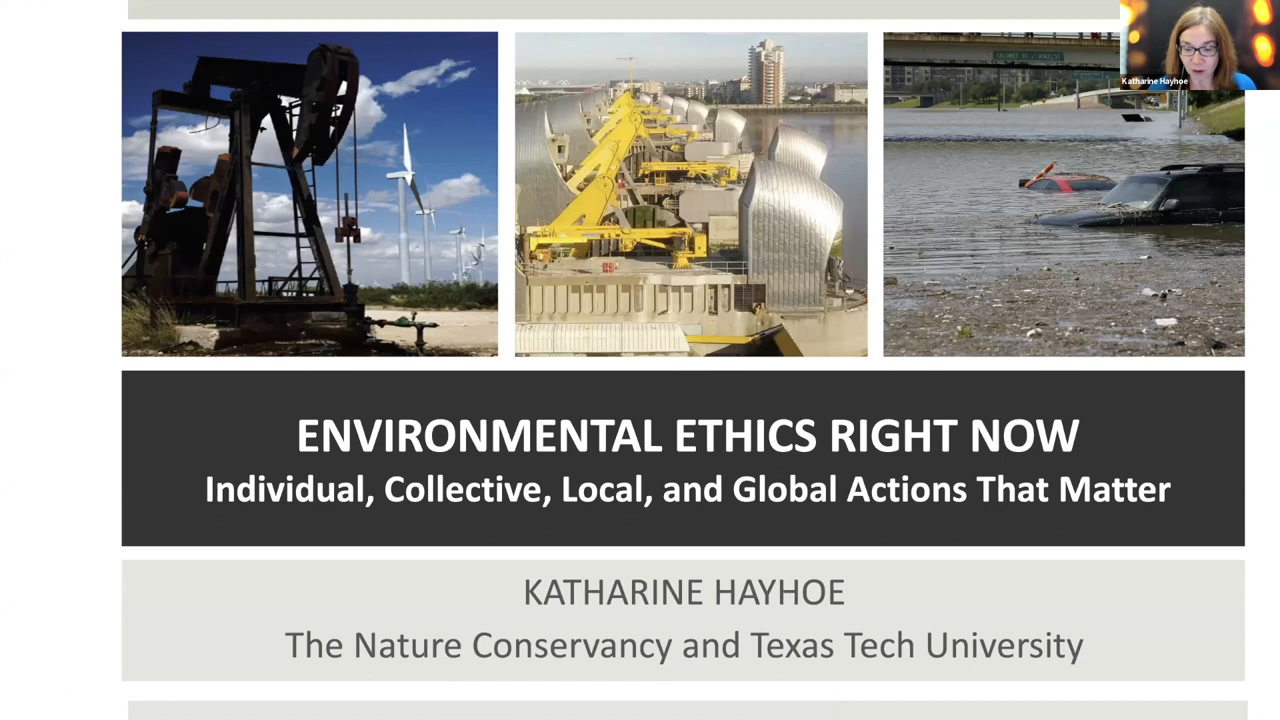 Katharine Hayhoe
ENVIRONMENTAL ETHICS RIGHT NOW
Individual, Collective, Local, and Global Actions That Matter
KATHARINE HAYHOE
The Nature Conservancy and Texas Tech University